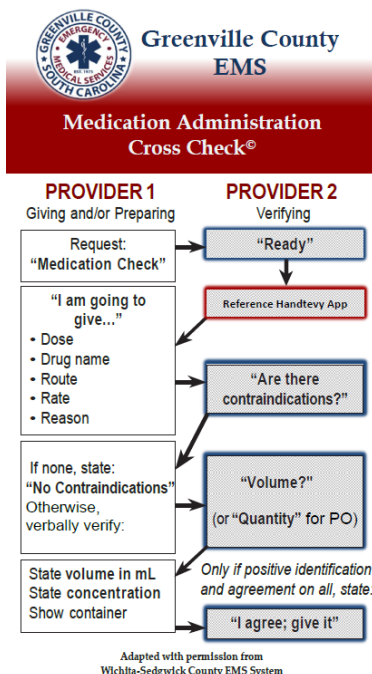 GREENVILLE COUNTY
EMERGENCY
MEDICAL SERVICES
EST. 1973
SOUTH CAROLINA
Greenville County
EMS
Medication Administration
Cross Check©
PROVIDER 1
Giving and/or Preparing
PROVIDER 2
Verifying
Request:
“Medication Check”
“Ready”
Reference Handtevy App
“I am going to
give...”
• Dose
• Drug name
• Route
• Rate
• Reason
“Are there
contraindications?”
If none, state:
“No Contraindications”
Otherwise,
verbally verify:
“Volume?”
(or “Quantity” for PO)
State volume in mL
State concentration
Show container
Only if positive identification
and agreement on all, state:
“I agree; give it”
Adapted with permission from
Wichita-Sedgwick County EMS System